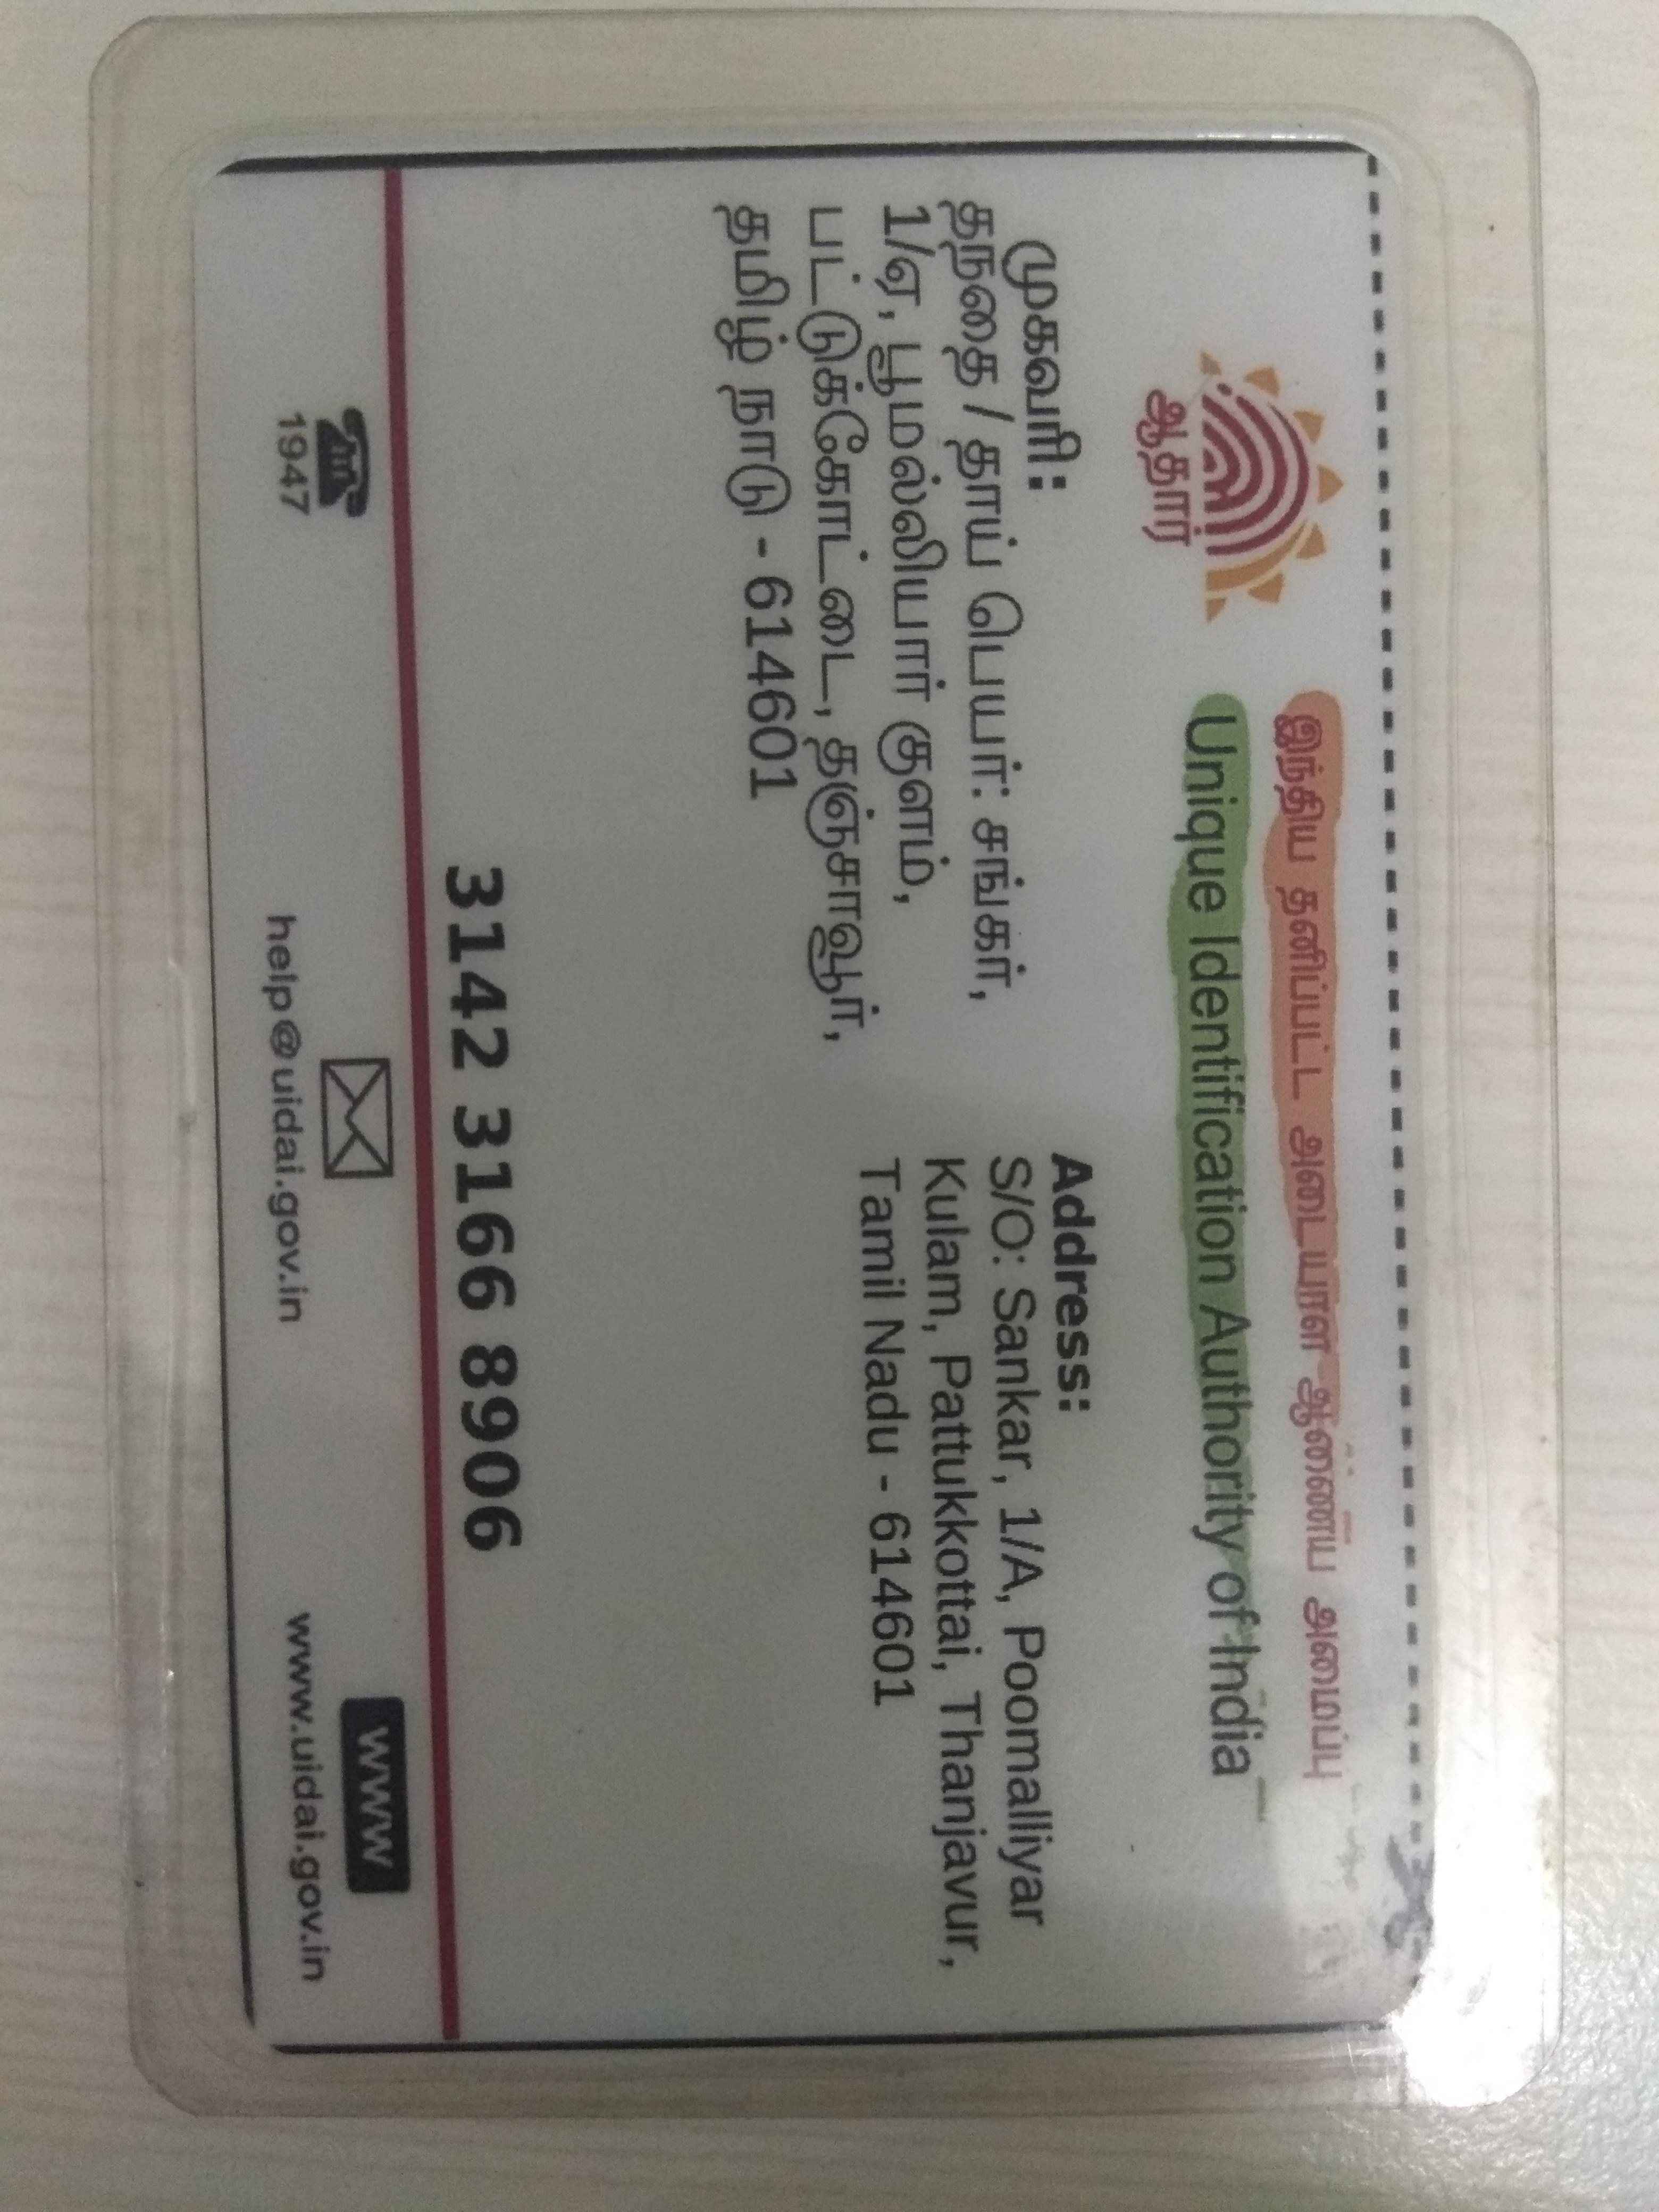 இந்திய தனிப்பட்ட அடையாள ஆணைய அமைப்பு
Unique Identification Authority of India
ஆதார்
முகவரி:
தந்தை / தாய் பெயர்: சங்கர்,
1/ஏ, பூமல்லியார் குளம்,
பட்டுக்கோட்டை, தஞ்சாவூர்,
தமிழ் நாடு - 614601
Address:
S/O: Sankar, 1/A, Poomalliyar
Kulam, Pattukkottai, Thanjavur,
Tamil Nadu - 614601
3142 3166 8906
1947
help@uidai.gov.in
www
www.uidai.gov.in